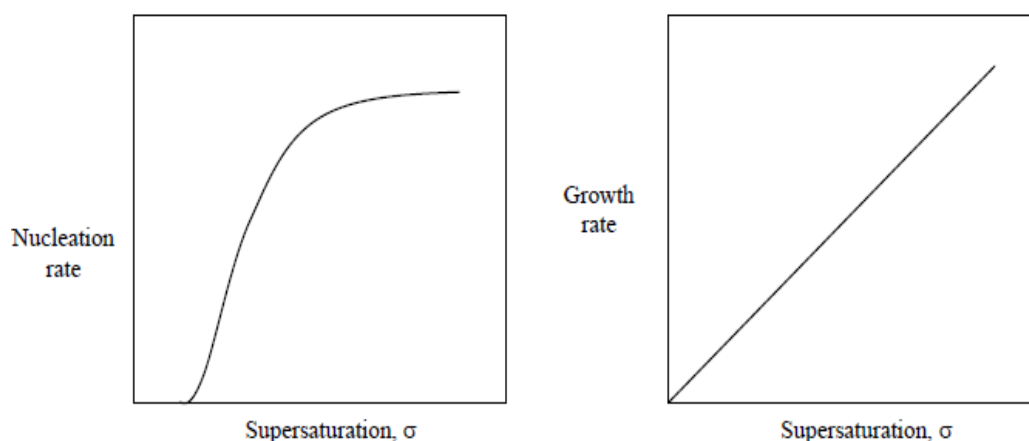 Nucleation
rate
Supersaturation, σ
Growth
rate
Supersaturation, σ